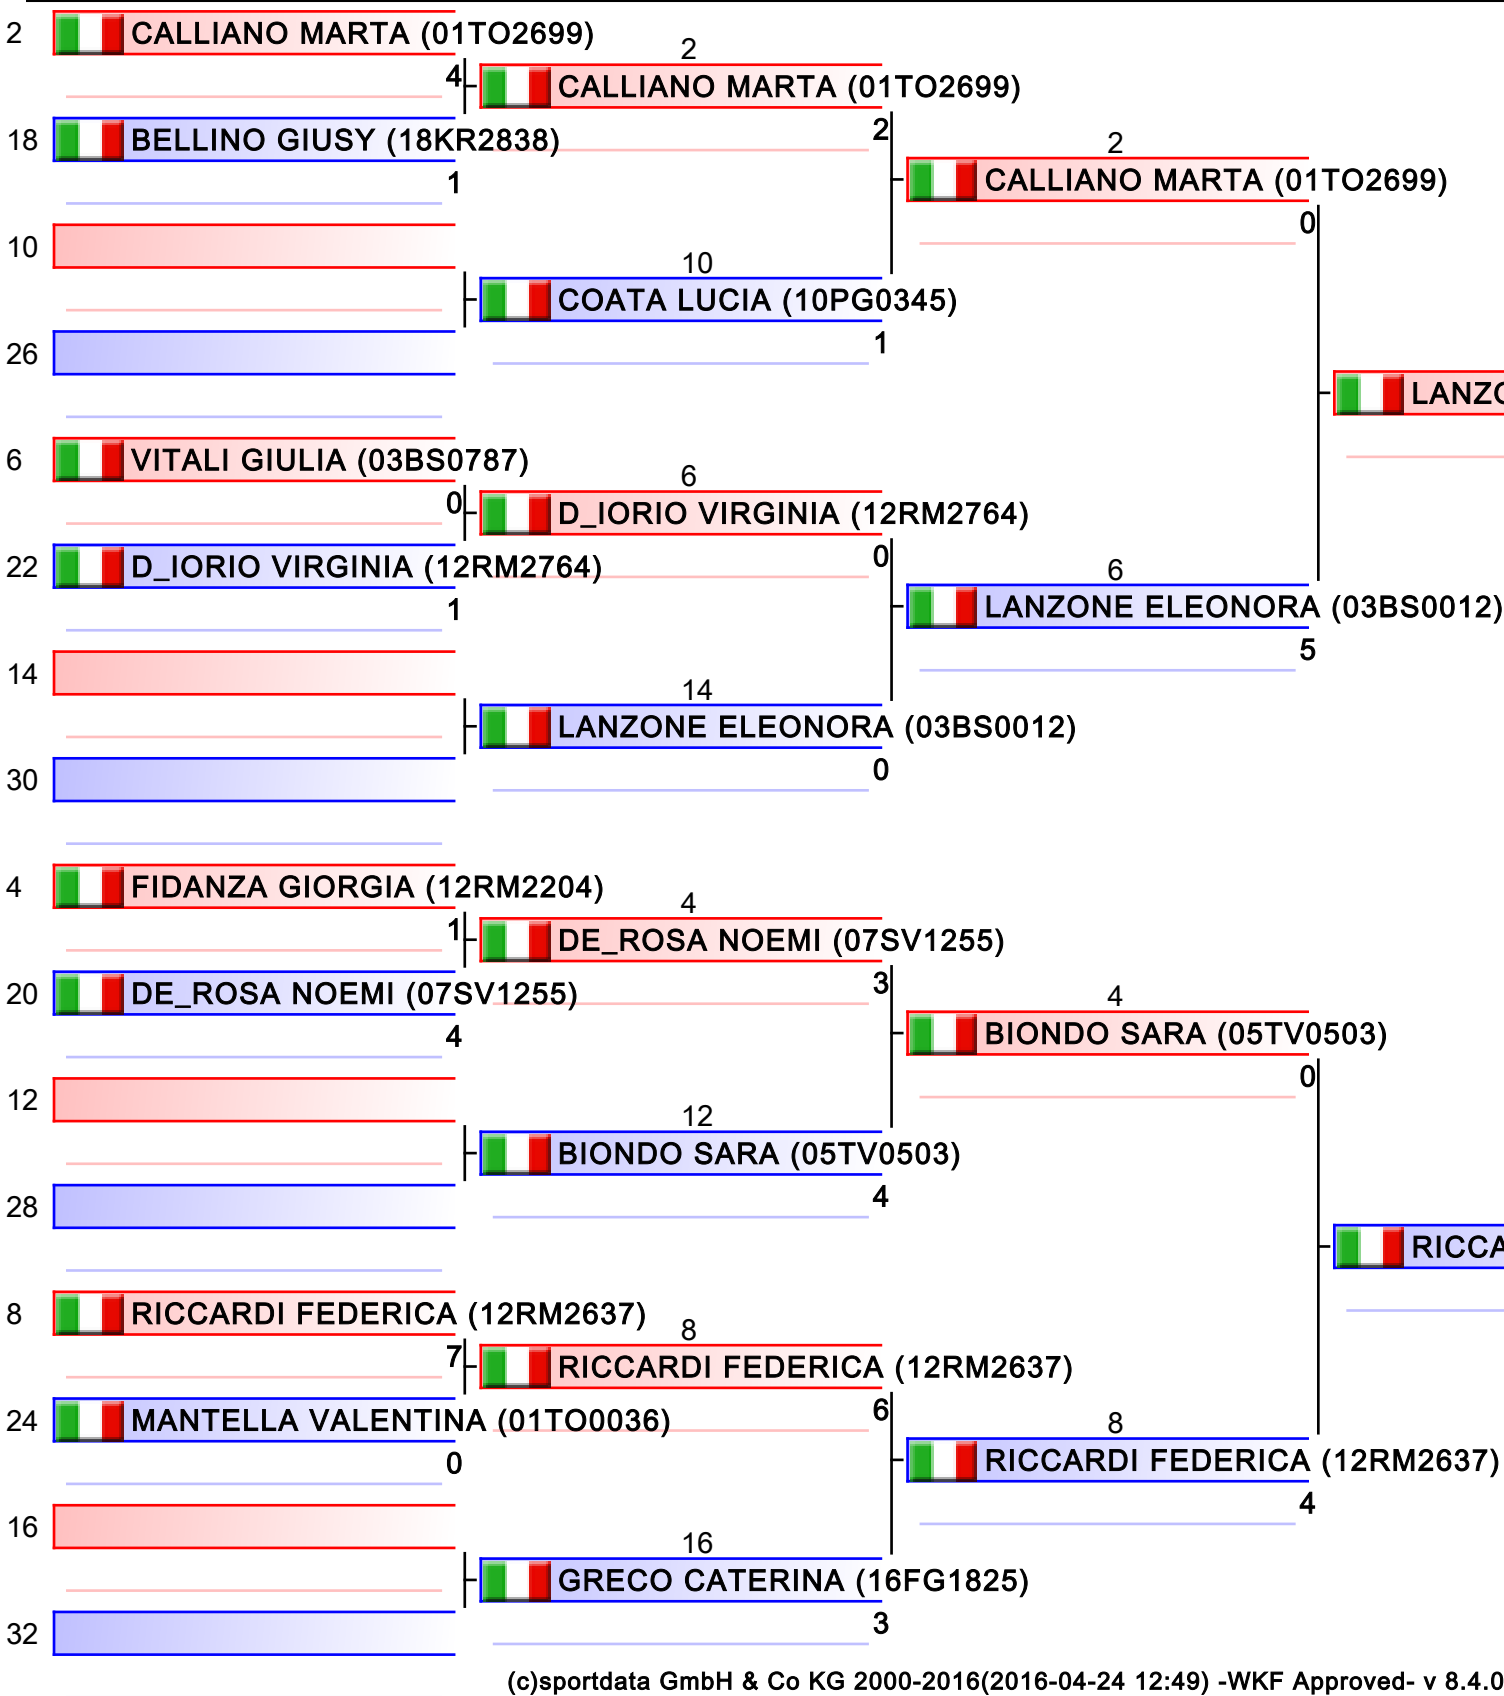 2 CALLIANO MARTA (01TO2699)
2
4 CALLIANO MARTA (01TO2699)
18 BELLINO GIUSY (18KR2838)
2
2
1
CALLIANO MARTA (01TO2699)
0
10
10
COATA LUCIA (10PG0345)
1
26
LANZO
6 VITALI GIULIA (03BS0787)
6
0 D_IORIO VIRGINIA (12RM2764)
0
22 D_IORIO VIRGINIA (12RM2764)
6
1
LANZONE ELEONORA (03BS0012)
5
14
14
LANZONE ELEONORA (03BS0012)
0
30
4 FIDANZA GIORGIA (12RM2204)
4
1 DE_ROSA NOEMI (07SV1255)
3
20 DE_ROSA NOEMI (07SV1255)
4
4
BIONDO SARA (05TV0503)
0
12
12
BIONDO SARA (05TV0503)
4
28
RICCA
8 RICCARDI FEDERICA (12RM2637)
8
7 RICCARDI FEDERICA (12RM2637)
6
24 MANTELLA VALENTINA (01TO0036)
8
0
RICCARDI FEDERICA (12RM2637)
4
16
16
GRECO CATERINA (16FG1825)
3
32
(c)sportdata GmbH & Co KG 2000-2016(2016-04-24 12:49) -WKF Approved- v 8.4.0